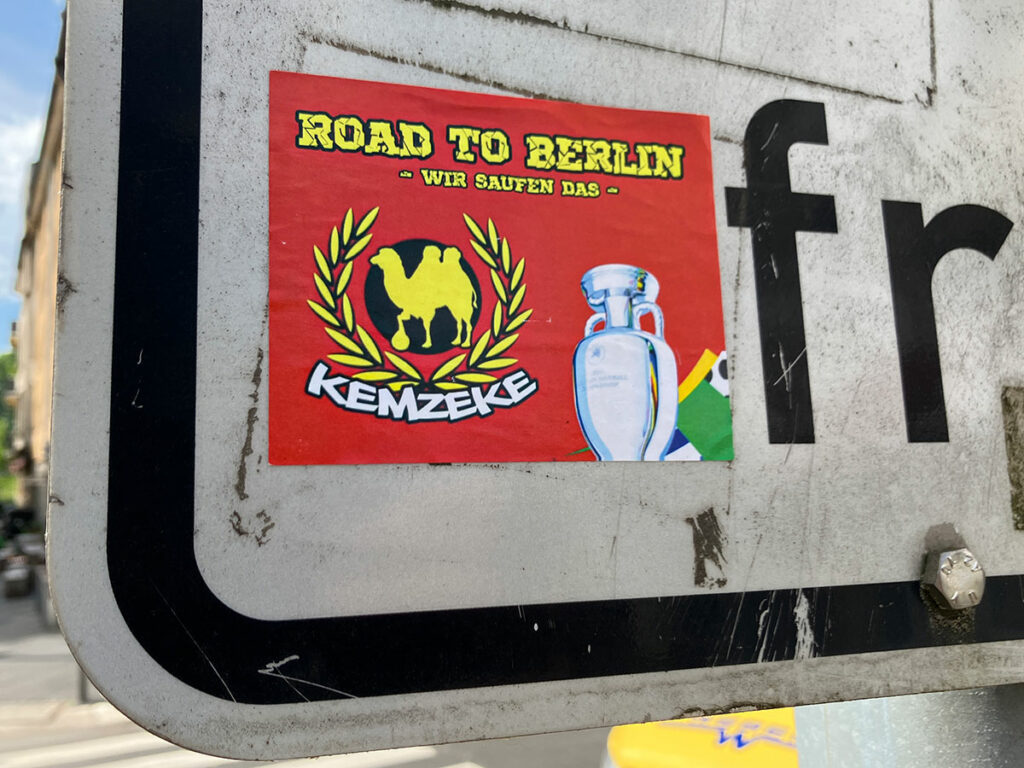 ROAD TO BERLIN
- WIR SAUFEN DAS -
KEMZEKE
fr